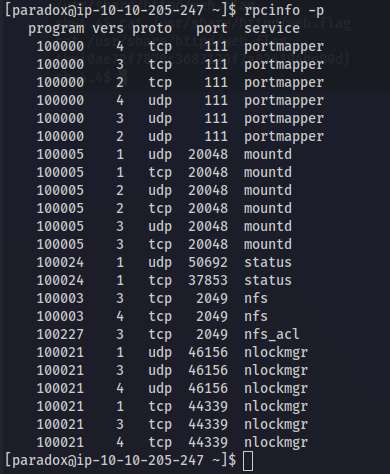 [paradox@ip-10-10-205-247 ~]$ rpcinfo -p
   program vers proto   port  service
    100000    4   tcp    111  portmapper
    100000    3   tcp    111  portmapper
    100000    2   tcp    111  portmapper
    100000    4   udp    111  portmapper
    100000    3   udp    111  portmapper
    100000    2   udp    111  portmapper
    100005    1   udp  20048  mountd
    100005    1   tcp  20048  mountd
    100005    2   udp  20048  mountd
    100005    2   tcp  20048  mountd
    100005    3   udp  20048  mountd
    100005    3   tcp  20048  mountd
    100024    1   udp  50692  status
    100024    1   tcp  37853  status
    100003    3   tcp   2049  nfs
    100003    4   tcp   2049  nfs
    100227    3   tcp   2049  nfs_acl
    100021    1   udp  46156  nlockmgr
    100021    3   udp  46156  nlockmgr
    100021    4   udp  46156  nlockmgr
    100021    1   tcp  44339  nlockmgr
    100021    3   tcp  44339  nlockmgr
    100021    4   tcp  44339  nlockmgr
[paradox@ip-10-10-205-247 ~]$